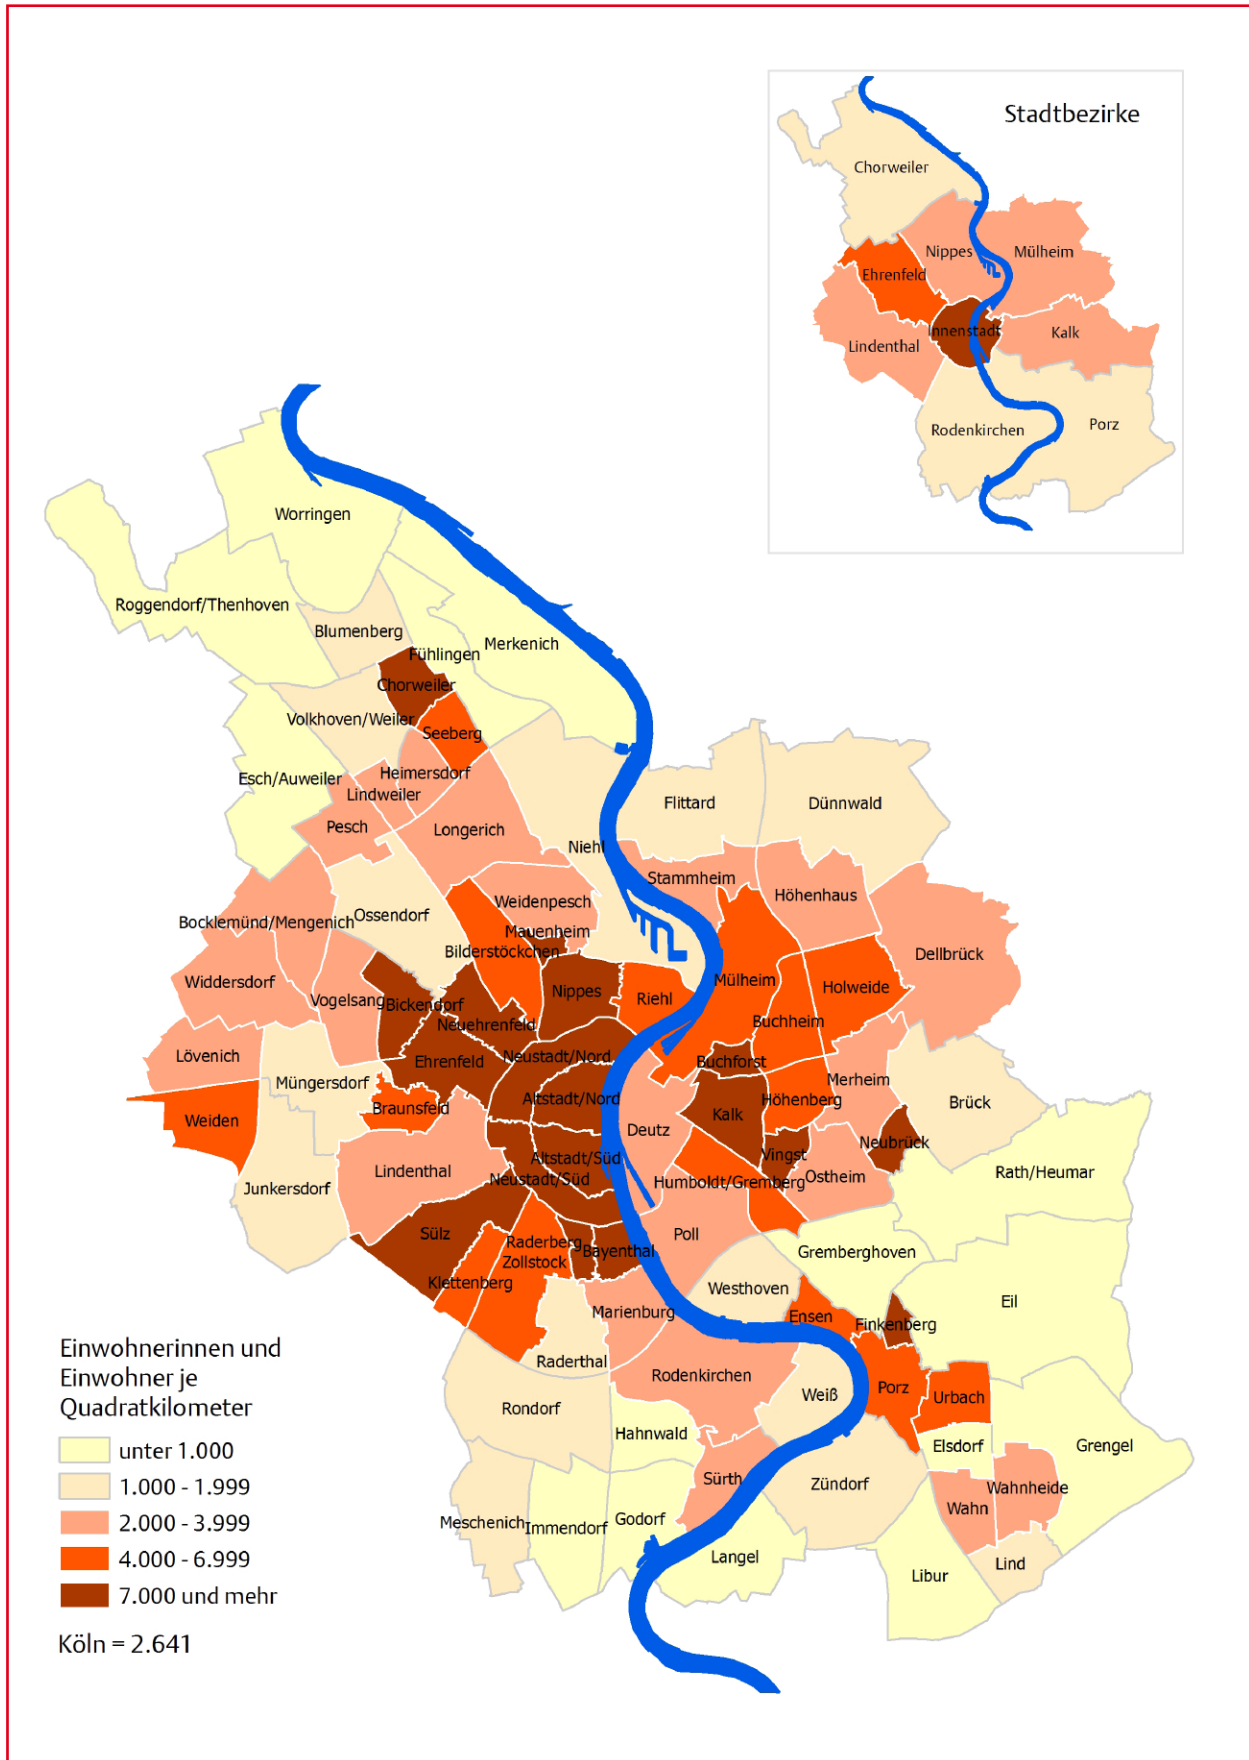 Stadtbezirke
Chorweiler
Nippes
Mülheim
Ehrenfeld
Innenstadt
Kalk
Lindenthal
Rodenkirchen
Porz
Worringen
Roggendorf/Thenhoven
Blumenberg
Fühlingen
Merkenich
Chorweiler
Volkhoven/Weiler
Seeberg
Esch/Auweiler
Heimersdorf
Lindweiler
Pesch
Longerich
Niehl
Flittard
Dünnwald
Stammheim
Höhenhaus
Weidenpesch
Ossendorf
Bocklemünd/Mengenich
Mauenheim
Bilderstöckchen
Dellbrück
Widdersdorf
Vogelsang
Bickendorf
Nippes
Riehl
Mülheim
Holweide
Neuehrenfeld
Buchheim
Lövenich
Ehrenfeld
Neustadt/Nord
Buchforst
Müngersdorf
Merheim
Braunsfeld
Altstadt/Nord
Höhenberg
Brück
Weiden
Kalk
Deutz
Neubrück
Vingst
Altstadt/Süd
Lindenthal
Neustadt/Süd
Humboldt/Gremberg
Ostheim
Rath/Heumar
Junkersdorf
Sülz
Raderberg
Zollstock
Bayenthal
Poll
Gremberghoven
Klettenberg
Westhoven
Eil
Marienburg
Ensen
Finkenberg
Raderthal
Rodenkirchen
Weiß
Porz
Urbach
Rondorf
Hahnwald
Elsdorf
Grengel
Sürth
Zündorf
Wahnheide
Wahn
Meschenich
Immendorf
Godorf
Langel
Libur
Lind
Einwohnerinnen und
Einwohner je
Quadratkilometer
unter 1.000
1.000 - 1.999
2.000 - 3.999
4.000 - 6.999
7.000 und mehr
Köln = 2.641